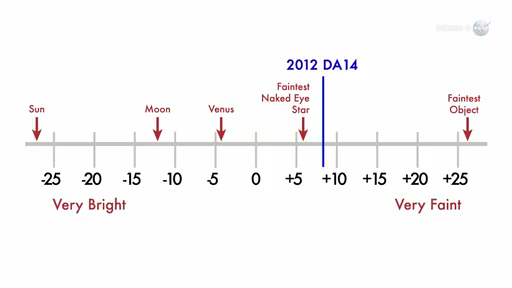 2012 DA14
Faintest
Naked Eye
Star
Faintest
Object
Sun
Moon
Venus
-25 -20 -15 -10 -5 0 +5 +10 +15 +20 +25
Very Bright
Very Faint